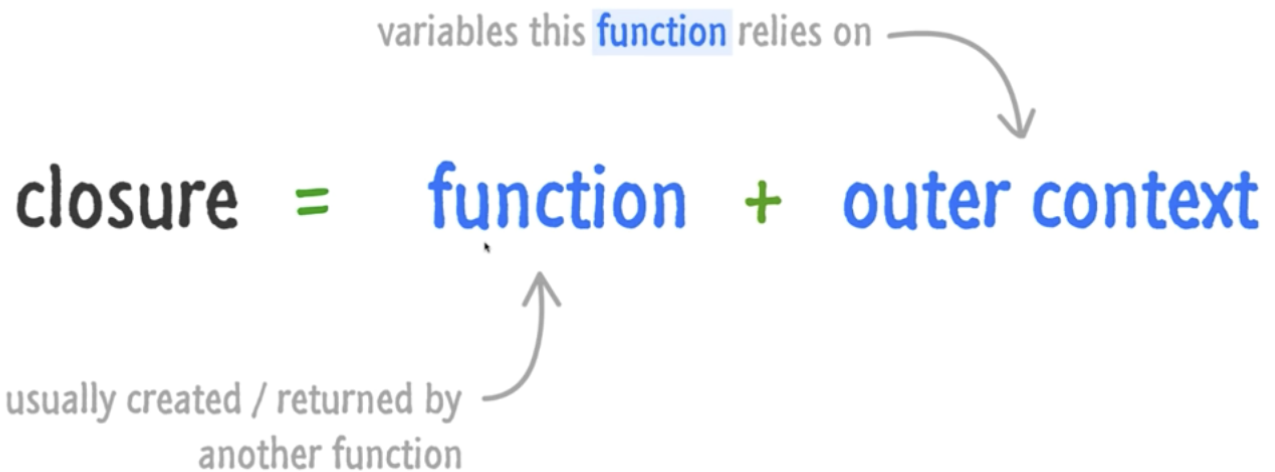 variables this function relies on
closure = function + outer context
usually created / returned by
another function